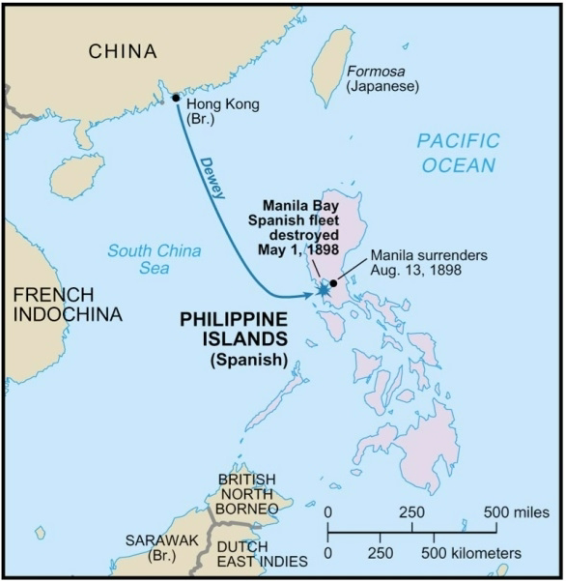 CHINA
Formosa
(Japanese)
Hong Kong
(Br.)
PACIFIC
OCEAN
Dewey
Manila Bay
Spanish fleet
destroyed
May 1, 1898
South China
Sea
Manila surrenders
Aug. 13, 1898
FRENCH
INDOCHINA
PHILIPPINE
ISLANDS
(Spanish)
BRITISH
NORTH
BORNEO
SARAWAK
(Br.)
DUTCH
EAST INDIES
0 250 500 miles
0 250 500 kilometers